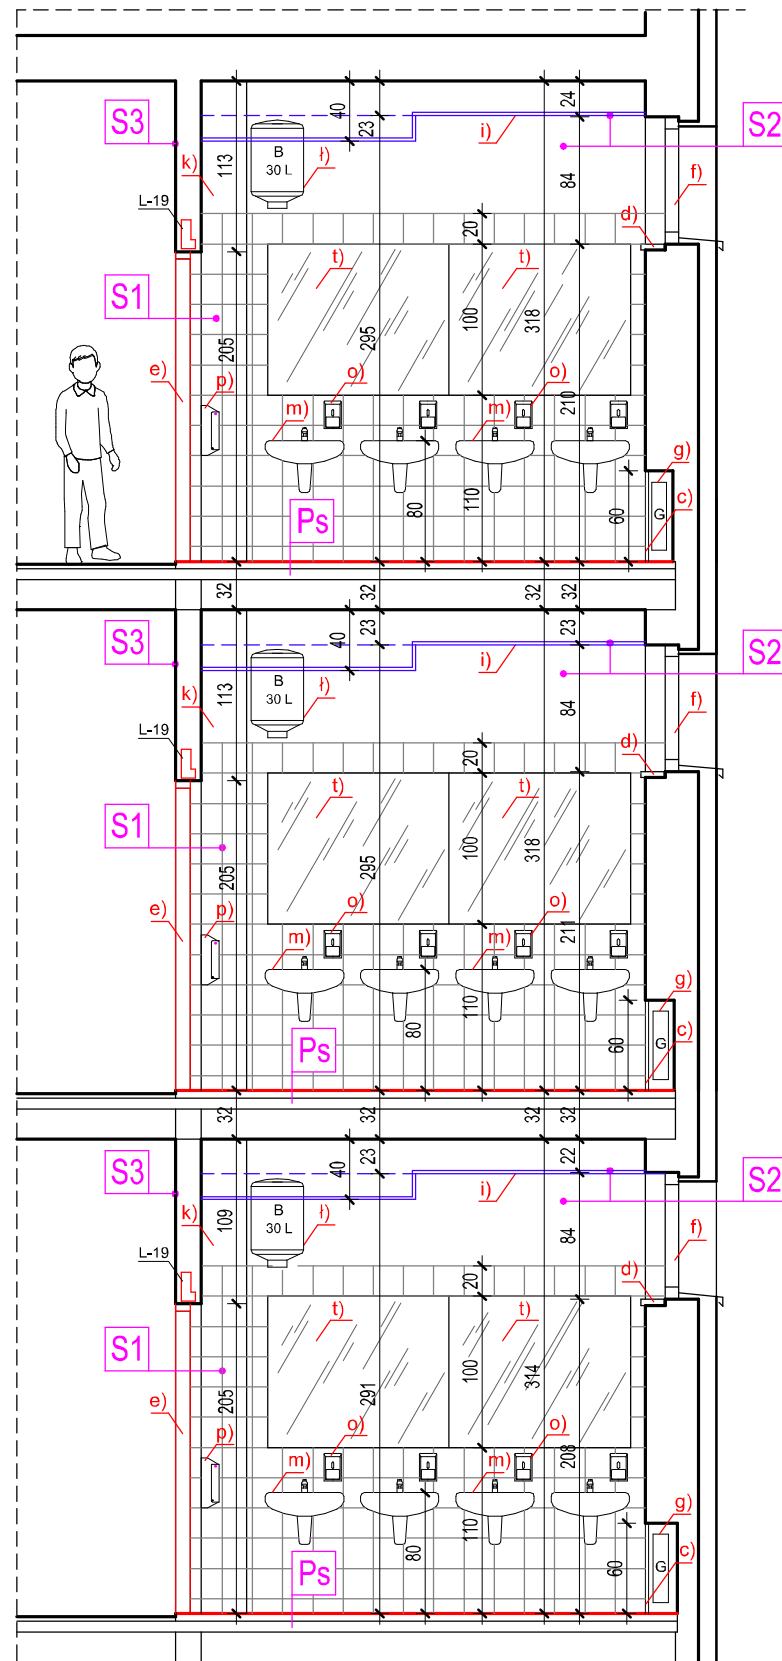 24
40
S3
S2
23
i)
B
30 L
ł)
k)
113
84
f)
L-19
20
d)
t)
t)
S1
100
318
295
205
e)
p)
o)
o)
210
m)
m)
g)
80
110
60
G
c)
Ps
32
32
32
32
40
23
23
S3
S2
i)
B
30 L
ł)
k)
113
84
f)
L-19
20
d)
t)
t)
S1
100
318
295
205
e)
p)
o)
o)
211
m)
m)
g)
80
110
60
G
c)
Ps
32
32
32
32
40
23
22
S3
S2
i)
B
30 L
ł)
k)
109
84
f)
L-19
20
d)
t)
t)
S1
100
314
291
205
e)
p)
o)
o)
208
m)
m)
g)
80
110
60
G
c)
Ps